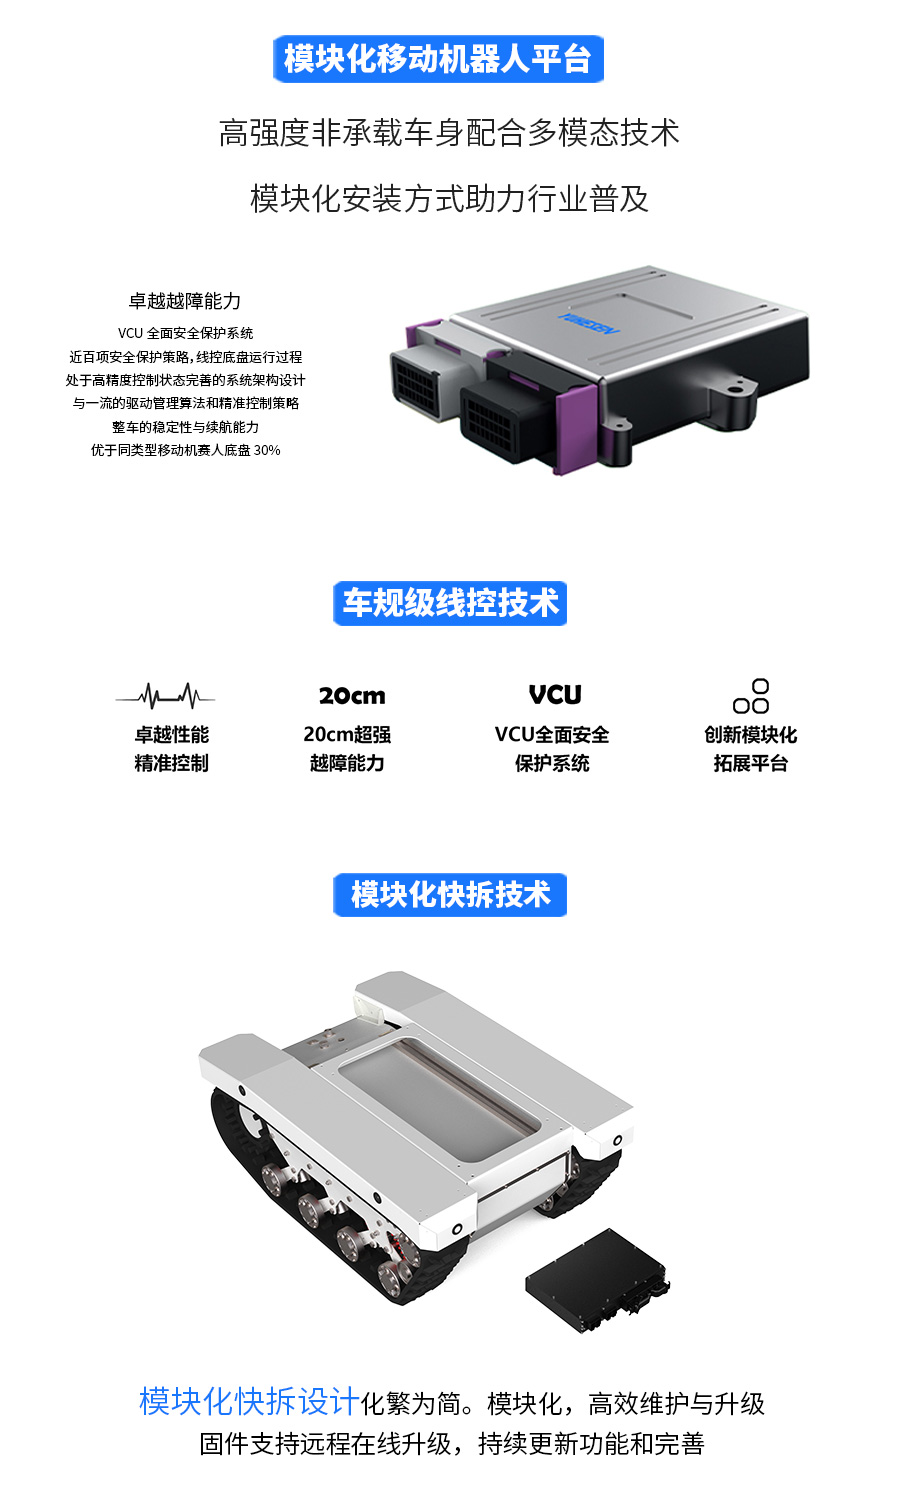 模块化移动机器人平台
高强度非承载车身配合多模态技术
模块化安装方式助力行业普及
卓越越障能力
VCU 全面安全保护系统
近百项安全保护策路，线控底盘运行过程
处于高精度控制状态完善的系统架构设计
与一流的驱动管理算法和精准控制策略
整车的稳定性与续航能力
优于同类型移动机赛人底盘 30%
车规级线控技术
20cm
VCU
卓越性能
精准控制
20cm超强
越障能力
VCU全面安全
保护系统
创新模块化
拓展平台
模块化快拆技术
模块化快拆设计化繁为简。模块化，高效维护与升级
固件支持远程在线升级，持续更新功能和完善